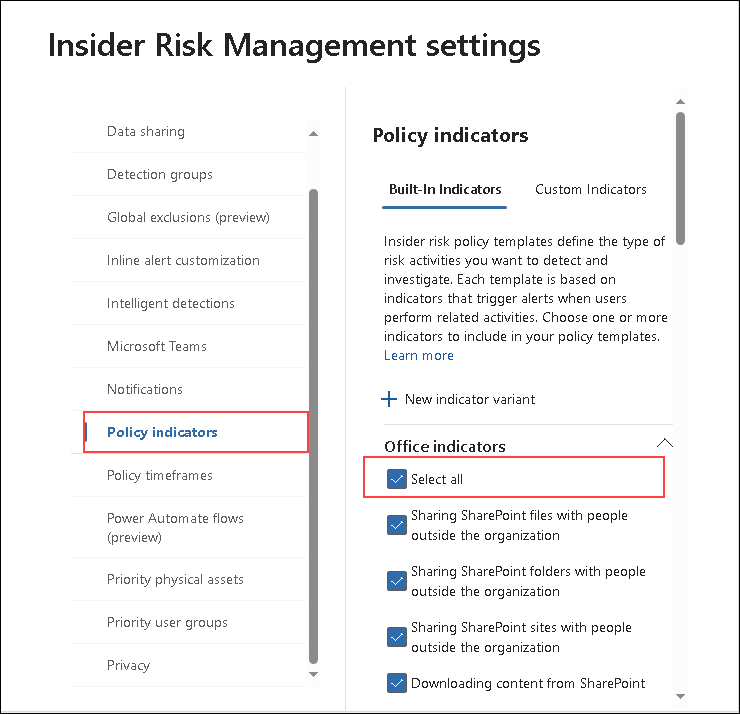 Insider Risk Management settings
Data sharing
Detection groups
Global exclusions (preview)
Inline alert customization
Intelligent detections
Microsoft Teams
Notifications
Policy indicators
Policy timeframes
Power Automate flows
(preview)
Priority physical assets
Priority user groups
Privacy
Policy indicators
Built-In Indicators
Custom Indicators
Insider risk policy templates define the type of
risk activities you want to detect and
investigate. Each template is based on
indicators that trigger alerts when users
perform related activities. Choose one or more
indicators to include in your policy templates.
Learn more
New indicator variant
Office indicators
Select all
Sharing SharePoint files with people
outside the organization
Sharing SharePoint folders with people
outside the organization
Sharing SharePoint sites with people
outside the organization
Downloading content from SharePoint